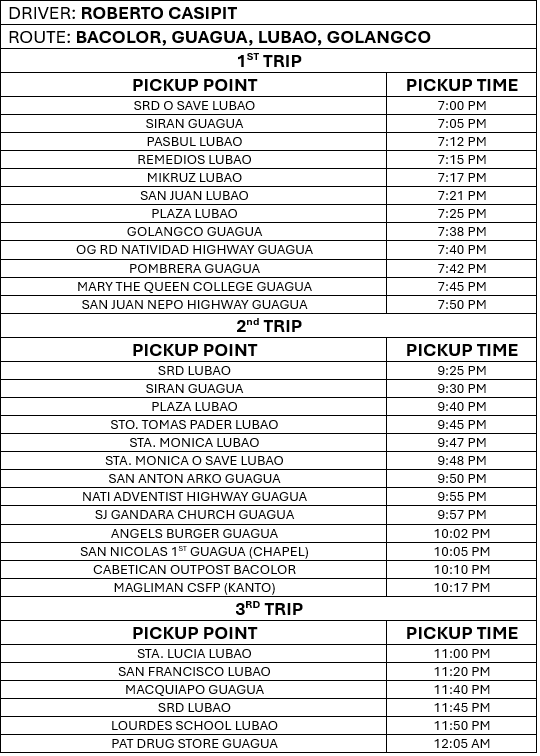 DRIVER: ROBERTO CASIPIT
ROUTE: BACOLOR, GUAGUA, LUBAO, GOLANGCO
1ST TRIP
PICKUP POINT PICKUP TIME
SRD O SAVE LUBAO 7:00 PM
SIRAN GUAGUA 7:05 PM
PASBUL LUBAO 7:12 PM
REMEDIOS LUBAO 7:15 PM
MIKRUZ LUBAO 7:17 PM
SAN JUAN LUBAO 7:21 PM
PLAZA LUBAO 7:25 PM
GOLANGCO GUAGUA 7:38 PM
OG RD NATIVIDAD HIGHWAY GUAGUA 7:40 PM
POMBRERA GUAGUA 7:42 PM
MARY THE QUEEN COLLEGE GUAGUA 7:45 PM
SAN JUAN NEPO HIGHWAY GUAGUA 7:50 PM
2nd TRIP
PICKUP POINT PICKUP TIME
SRD LUBAO 9:25 PM
SIRAN GUAGUA 9:30 PM
PLAZA LUBAO 9:40 PM
STO. TOMAS PADER LUBAO 9:45 PM
STA. MONICA LUBAO 9:47 PM
STA. MONICA O SAVE LUBAO 9:48 PM
SAN ANTON ARKO GUAGUA 9:50 PM
NATI ADVENTIST HIGHWAY GUAGUA 9:55 PM
SJ GANDARA CHURCH GUAGUA 9:57 PM
ANGELS BURGER GUAGUA 10:02 PM
SAN NICOLAS 1ST GUAGUA (CHAPEL) 10:05 PM
CABETICAN OUTPOST BACOLOR 10:10 PM
MAGLIMAN CSFP (KANTO) 10:17 PM
3RD TRIP
PICKUP POINT PICKUP TIME
STA. LUCIA LUBAO 11:00 PM
SAN FRANCISCO LUBAO 11:20 PM
MACQUIAPO GUAGUA 11:40 PM
SRD LUBAO 11:45 PM
LOURDES SCHOOL LUBAO 11:50 PM
PAT DRUG STORE GUAGUA 12:05 AM